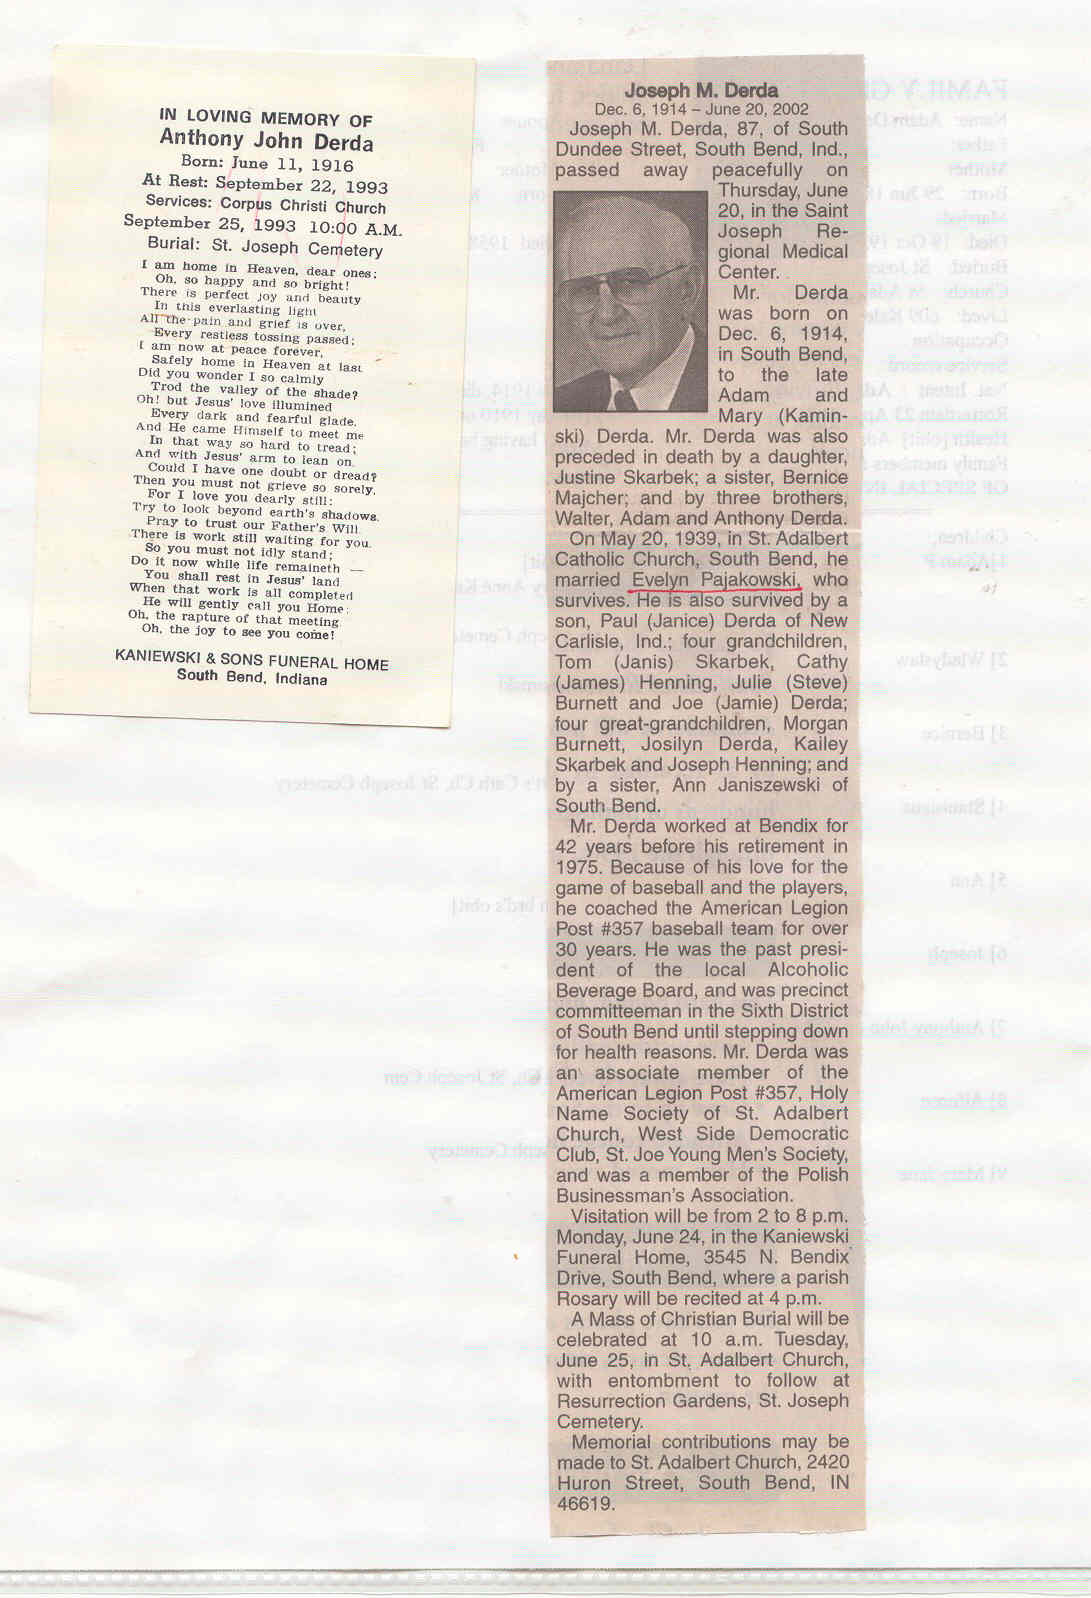 IN LOVING MEMORY OF
Anthony John Derda
Born: June 11, 1916
At Rest: September 22, 1993
Services: Corpus Christi Church
September 25, 1993 10:00 A.M.
Burial: St. Joseph Cemetery
I am home in Heaven, dear ones;
Oh, so happy and so bright!
There is perfect joy and beauty
In this everlasting light
All the pain and grief is over,
Every restless tossing passed;
I am now at peace forever,
Safely home in Heaven at last
Did you wonder I so calmly
Trod the valley of the shade?
Oh! but Jesus' love illumined
Every dark and fearful glade.
And He came Himself to meet me
In that way so hard to tread;
And with Jesus' arm to lean on,
Could I have one doubt or dread?
Then you must not grieve so sorely,
For I love you dearly still:
Try to look beyond earth's shadows.
Pray to trust our Father's Will.
There is work still waiting for you.
So you must not idly stand;
Do it now while life remaineth —
You shall rest in Jesus' land
When that work is all completed
He will gently call you Home;
Oh, the rapture of that meeting.
Oh, the joy to see you come!
KANIEWSKI & SONS FUNERAL HOME
South Bend, Indiana
Joseph M. Derda
Dec. 6, 1914 – June 20, 2002
Joseph M. Derda, 87, of South
Dundee Street, South Bend, Ind.,
passed away peacefully on
Thursday, June
20, in the Saint
Joseph Re-
gional Medical
Center.
Mr. Derda
was born on
Dec. 6, 1914,
in South Bend,
to the late
Adam and
Mary (Kamin-
ski) Derda. Mr. Derda was also
preceded in death by a daughter,
Justine Skarbek; a sister, Bernice
Majcher; and by three brothers,
Walter, Adam and Anthony Derda.
On May 20, 1939, in St. Adalbert
Catholic Church, South Bend, he
married Evelyn Pajakowski, who
survives. He is also survived by a
son, Paul (Janice) Derda of New
Carlisle, Ind.; four grandchildren,
Tom (Janis) Skarbek, Cathy
(James) Henning, Julie (Steve)
Burnett and Joe (Jamie) Derda;
four great-grandchildren, Morgan
Burnett, Josilyn Derda, Kailey
Skarbek and Joseph Henning; and
by a sister, Ann Janiszewski of
South Bend.
Mr. Derda worked at Bendix for
42 years before his retirement in
1975. Because of his love for the
game of baseball and the players,
he coached the American Legion
Post #357 baseball team for over
30 years. He was the past presi-
dent of the local Alcoholic
Beverage Board, and was precinct
committeeman in the Sixth District
of South Bend until stepping down
for health reasons. Mr. Derda was
an associate member of the
American Legion Post #357, Holy
Name Society of St. Adalbert
Church, West Side Democratic
Club, St. Joe Young Men's Society,
and was a member of the Polish
Businessman's Association.
Visitation will be from 2 to 8 p.m.
Monday, June 24, in the Kaniewski
Funeral Home, 3545 N. Bendix
Drive, South Bend, where a parish
Rosary will be recited at 4 p.m.
A Mass of Christian Burial will be
celebrated at 10 a.m. Tuesday,
June 25, in St. Adalbert Church,
with entombment to follow at
Resurrection Gardens, St. Joseph
Cemetery.
Memorial contributions may be
made to St. Adalbert Church, 2420
Huron Street, South Bend, IN
46619.